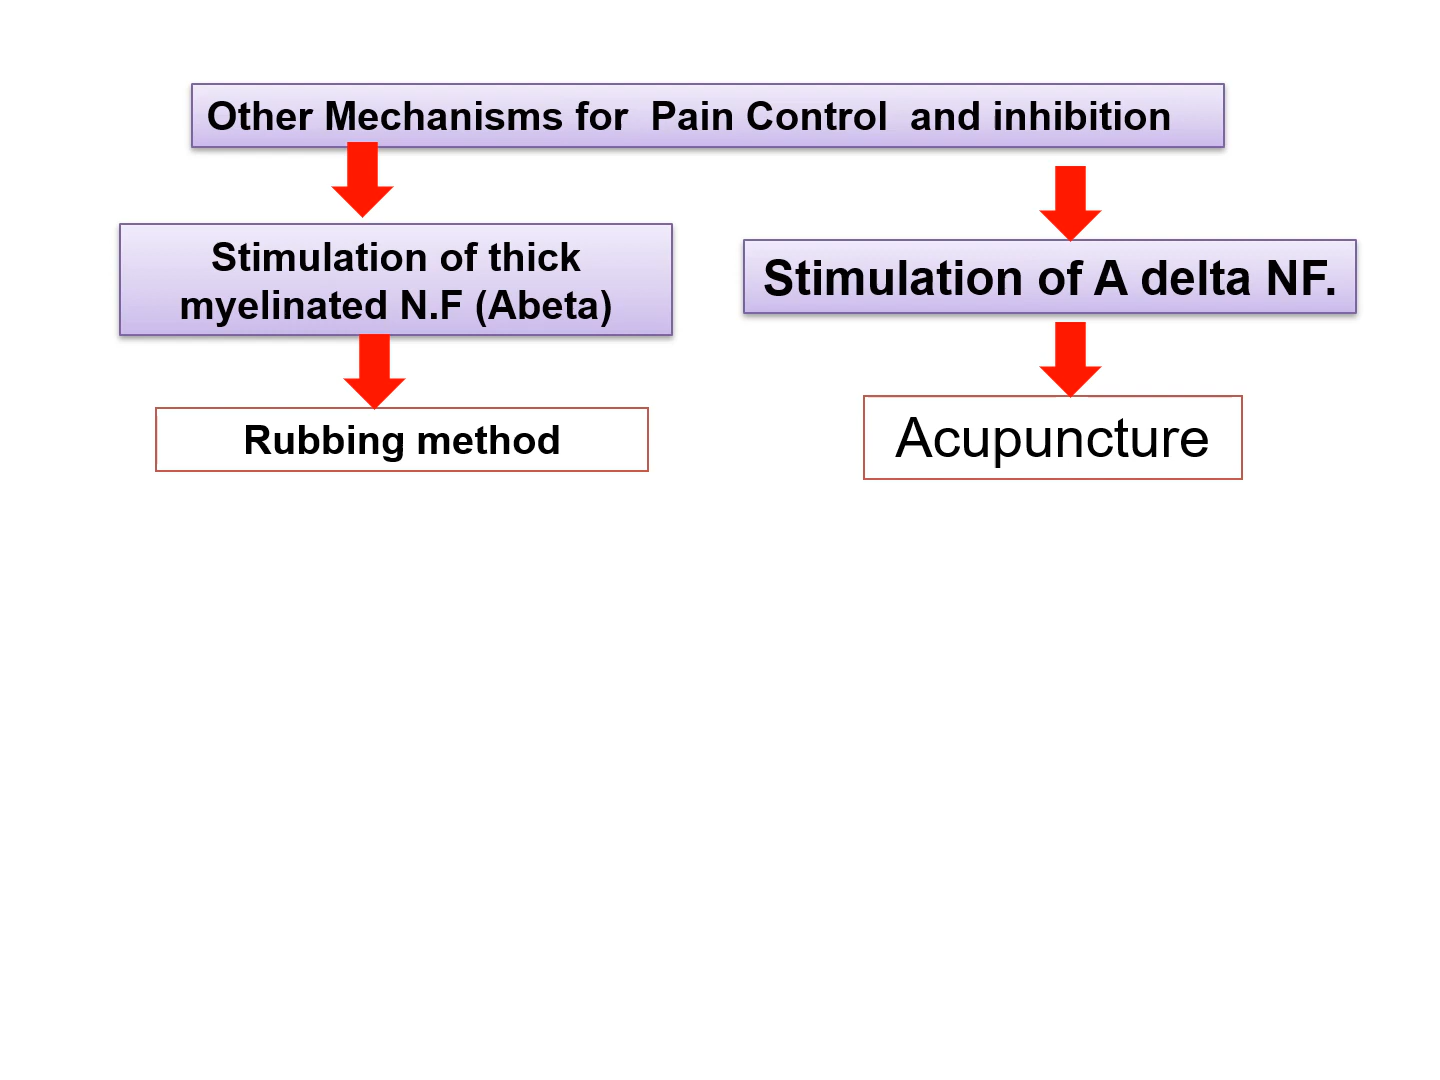 Other Mechanisms for  Pain Control  and inhibition
Stimulation of thick
myelinated N.F (Abeta)
Rubbing method
Stimulation of A delta NF.
Acupuncture